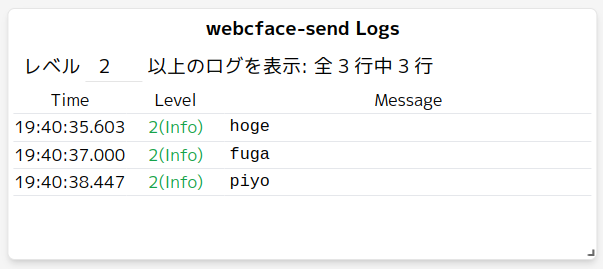 webcface-send Logs
レベル 2 以上のログを表示: 全 3 行中 3 行
Time Level Message
19:40:35.603 2(Info) hoge
19:40:37.000 2(Info) fuga
19:40:38.447 2(Info) piyo